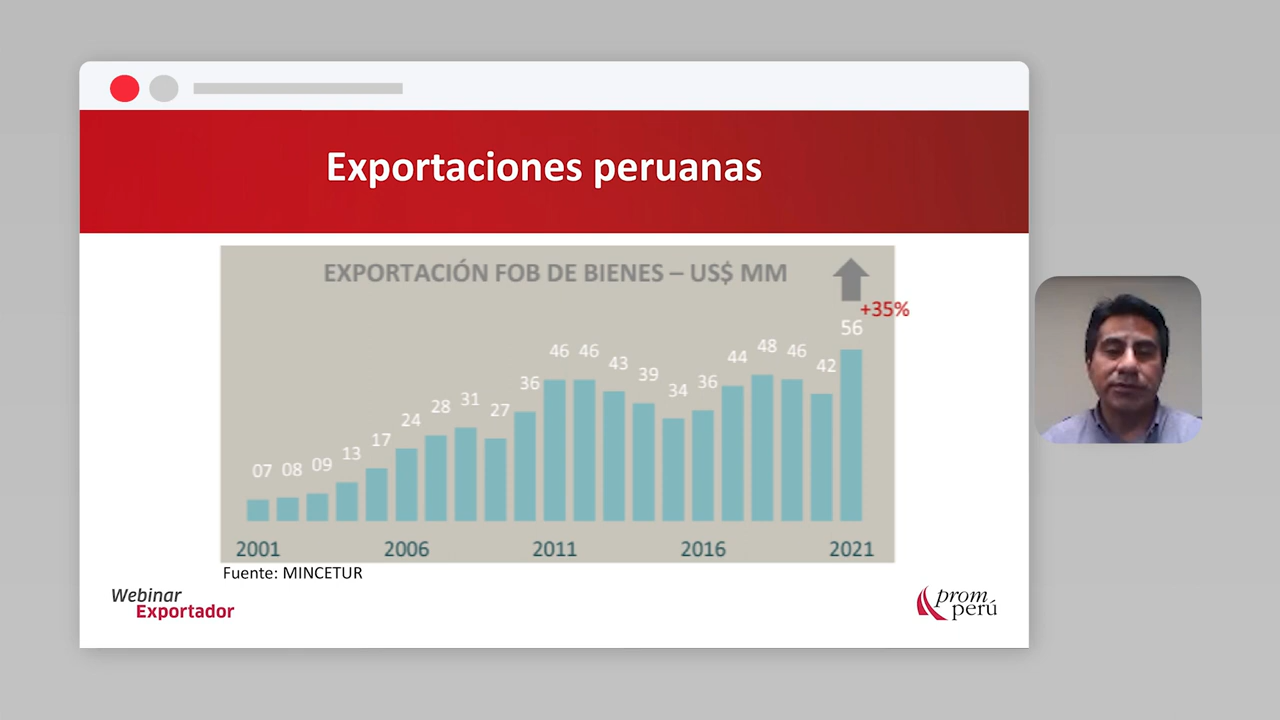 Exportaciones peruanas
EXPORTACIÓN FOB DE BIENES – US$ MM
+35%
07 08 09 13 17 24 28 31 27 36 46 46 43 39 34 36 44 48 46 42 56
2001 2006 2011 2016 2021
Fuente: MINCETUR
Webinar
Exportador
prom
perú